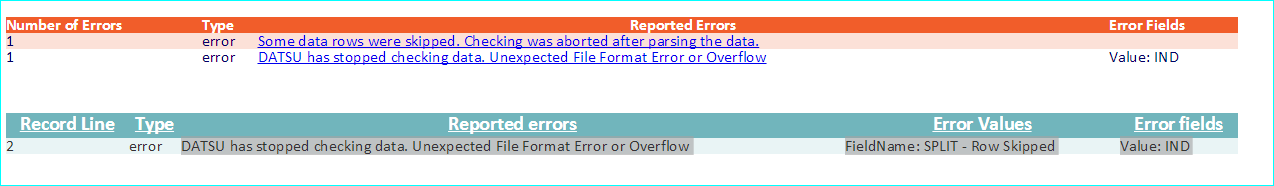 Number of Errors Type Reported Errors Error Fields
1 error Some data rows were skipped. Checking was aborted after parsing the data.
1 error DATSU has stopped checking data. Unexpected File Format Error or Overflow Value: IND
Record Line Type Reported errors Error Values Error fields
2 error DATSU has stopped checking data. Unexpected File Format Error or Overflow FieldName: SPLIT - Row Skipped Value: IND